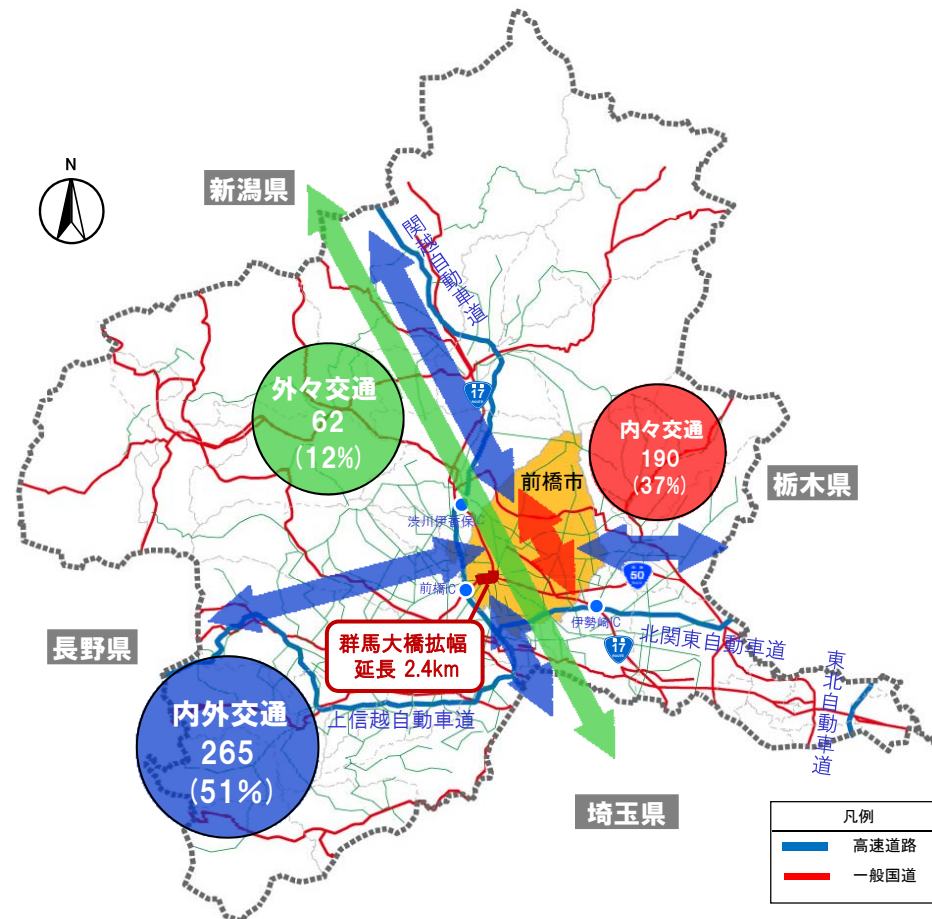 N
新潟県
関越自動車道
17
ROUTE
外々交通
62
(12%)
内々交通
190
(37%)
前橋市
栃木県
渋川伊香保IC
前橋IC
50
伊勢崎IC
17
ROUTE
北関東自動車道
東北自動車道
長野県
群馬大橋拡幅
延長 2.4km
上信越自動車道
内外交通
265
(51%)
埼玉県
凡例
高速道路
一般国道